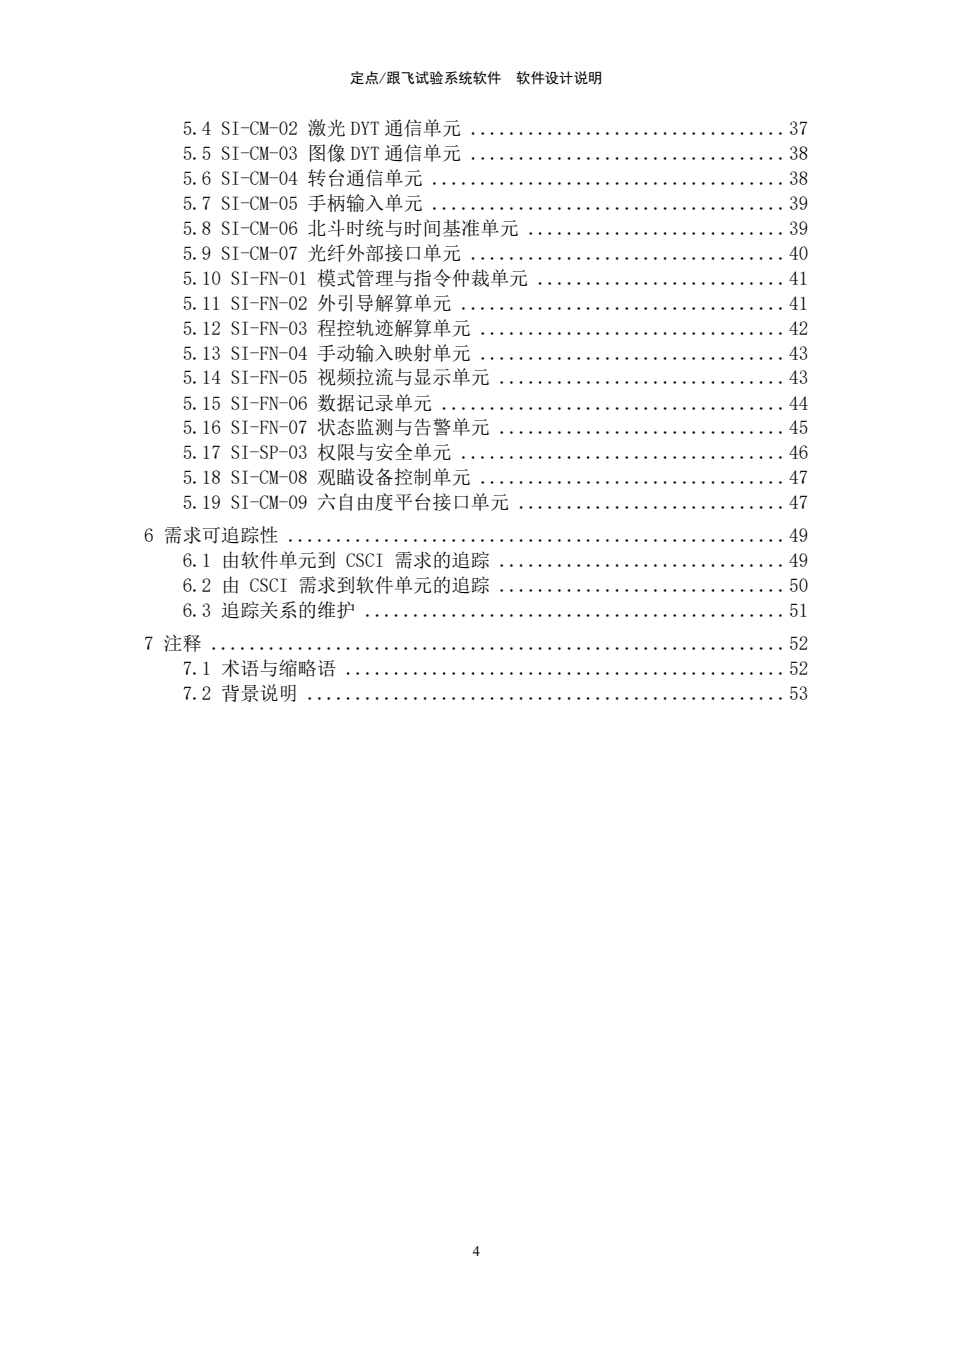 定点/跟飞试验系统软件　软件设计说明
5.4 SI-CM-02 激光 DYT 通信单元 ................................. 37
5.5 SI-CM-03 图像 DYT 通信单元 ................................. 38
5.6 SI-CM-04 转台通信单元 ..................................... 38
5.7 SI-CM-05 手柄输入单元 ..................................... 39
5.8 SI-CM-06 北斗时统与时间基准单元 ........................... 39
5.9 SI-CM-07 光纤外部接口单元 ................................. 40
5.10 SI-FN-01 模式管理与指令仲裁单元 .......................... 41
5.11 SI-FN-02 外引导解算单元 .................................. 41
5.12 SI-FN-03 程控轨迹解算单元 ................................ 42
5.13 SI-FN-04 手动输入映射单元 ................................ 43
5.14 SI-FN-05 视频拉流与显示单元 .............................. 43
5.15 SI-FN-06 数据记录单元 .................................... 44
5.16 SI-FN-07 状态监测与告警单元 .............................. 45
5.17 SI-SP-03 权限与安全单元 .................................. 46
5.18 SI-CM-08 观瞄设备控制单元 ................................ 47
5.19 SI-CM-09 六自由度平台接口单元 ............................ 47
6 需求可追踪性 .................................................... 49
6.1 由软件单元到 CSCI 需求的追踪 .............................. 49
6.2 由 CSCI 需求到软件单元的追踪 .............................. 50
6.3 追踪关系的维护 ............................................ 51
7 注释 ............................................................ 52
7.1 术语与缩略语 .............................................. 52
7.2 背景说明 .................................................. 53
4